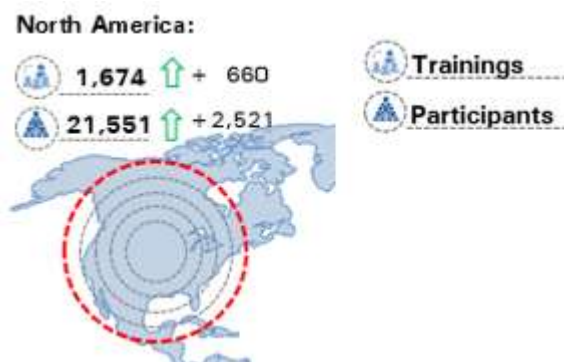 North America:
1,674 + 660
21,551 +2,521
Trainings
Participants